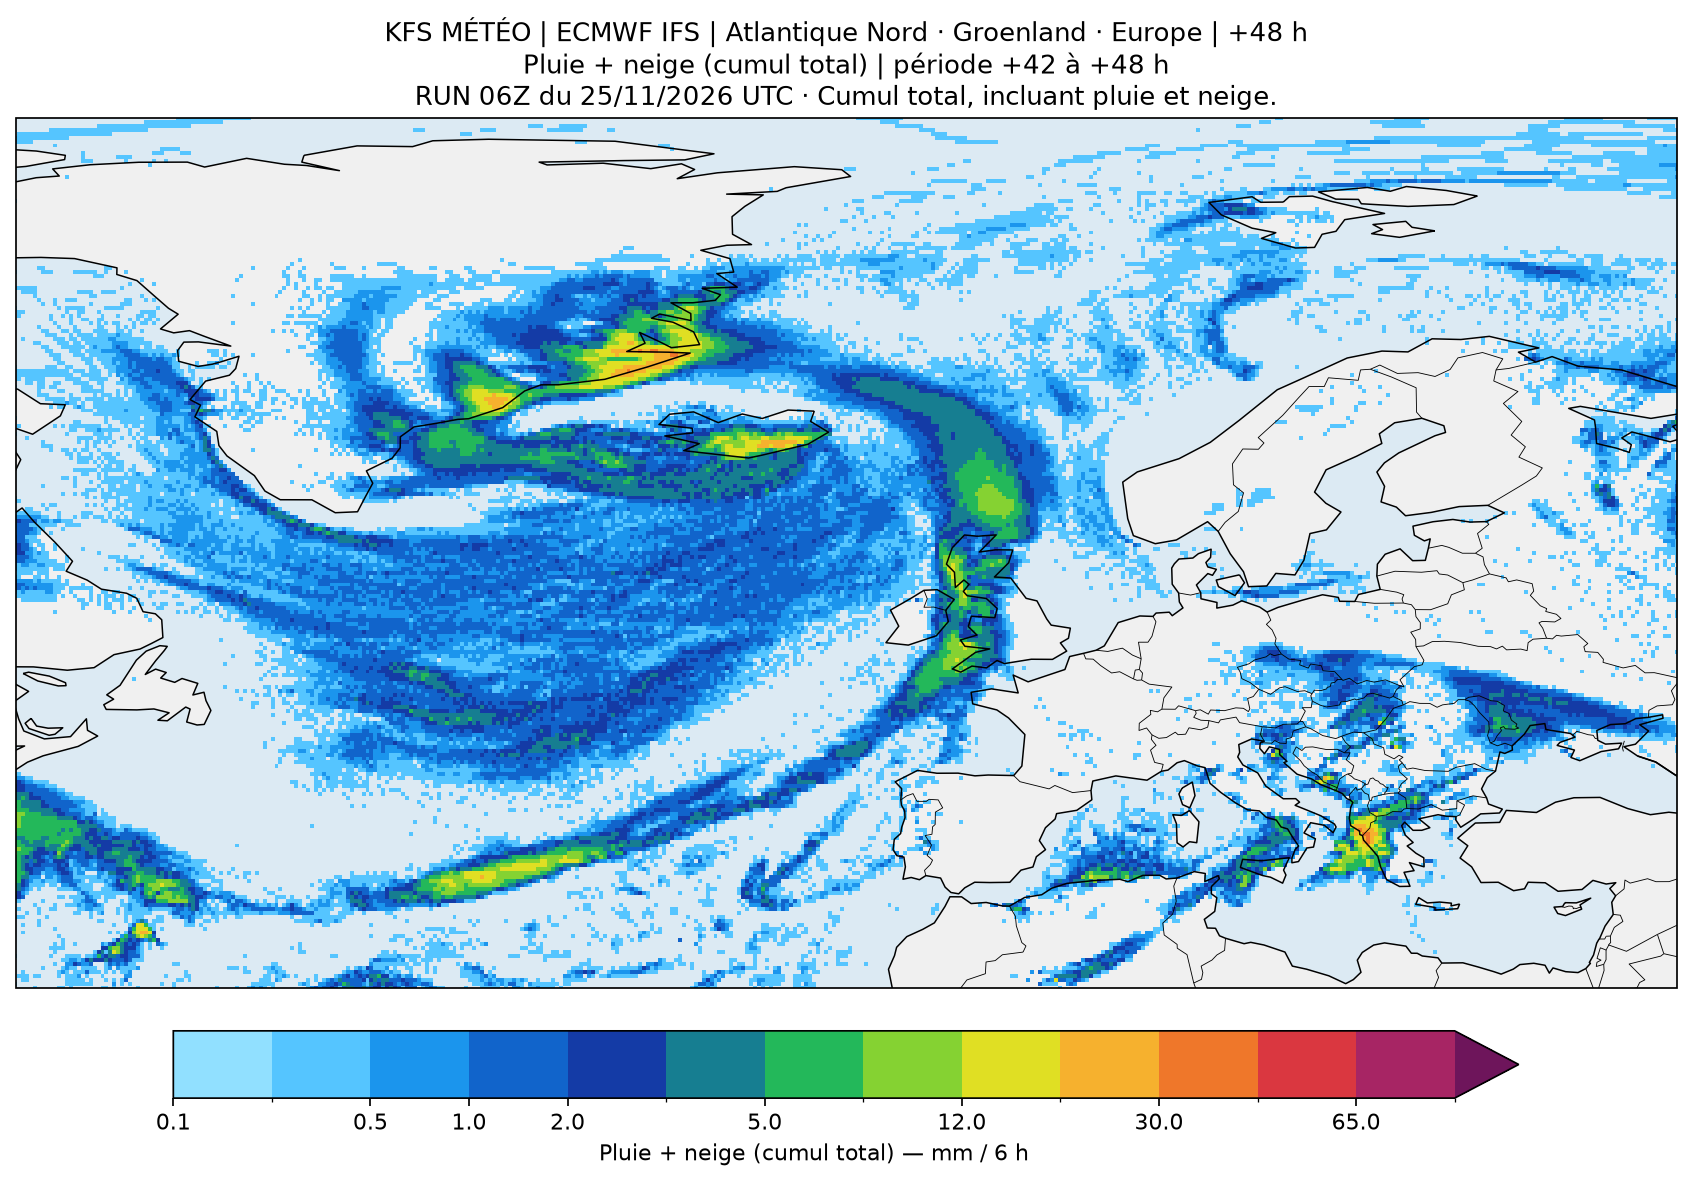 KFS MÉTÉO | ECMWF IFS | Atlantique Nord · Groenland · Europe | +48 h
Pluie + neige (cumul total) | période +42 à +48 h
RUN 06Z du 25/11/2026 UTC · Cumul total, incluant pluie et neige.
0.1 0.5 1.0 2.0 5.0 12.0 30.0 65.0
Pluie + neige (cumul total) — mm / 6 h